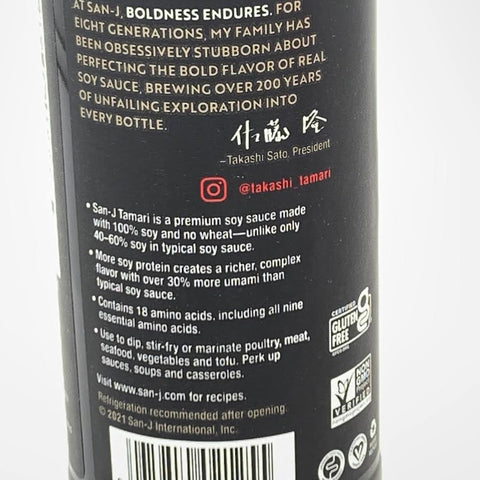 AT SAN-J, BOLDNESS ENDURES. FOR
EIGHT GENERATIONS, MY FAMILY HAS
BEEN OBSESSIVELY STUBBORN ABOUT
PERFECTING THE BOLD FLAVOR OF REAL
SOY SAUCE, BREWING OVER 200 YEARS
OF UNFAILING EXPLORATION INTO
EVERY BOTTLE.
–Takashi Sato, President
@takashi_tamari
• San-J Tamari is a premium soy sauce made
with 100% soy and no wheat—unlike only
40–60% soy in typical soy sauce.
• More soy protein creates a richer, complex
flavor with over 30% more umami than
typical soy sauce.
• Contains 18 amino acids, including all nine
essential amino acids.
• Use to dip, stir-fry or marinate poultry, meat,
seafood, vegetables and tofu. Perk up
sauces, soups and casseroles.
Visit www.san-j.com for recipes.
Refrigeration recommended after opening.
© 2021 San-J International, Inc.
CERTIFIED
GLUTEN
FREE
NON
GMO
VERIFIED